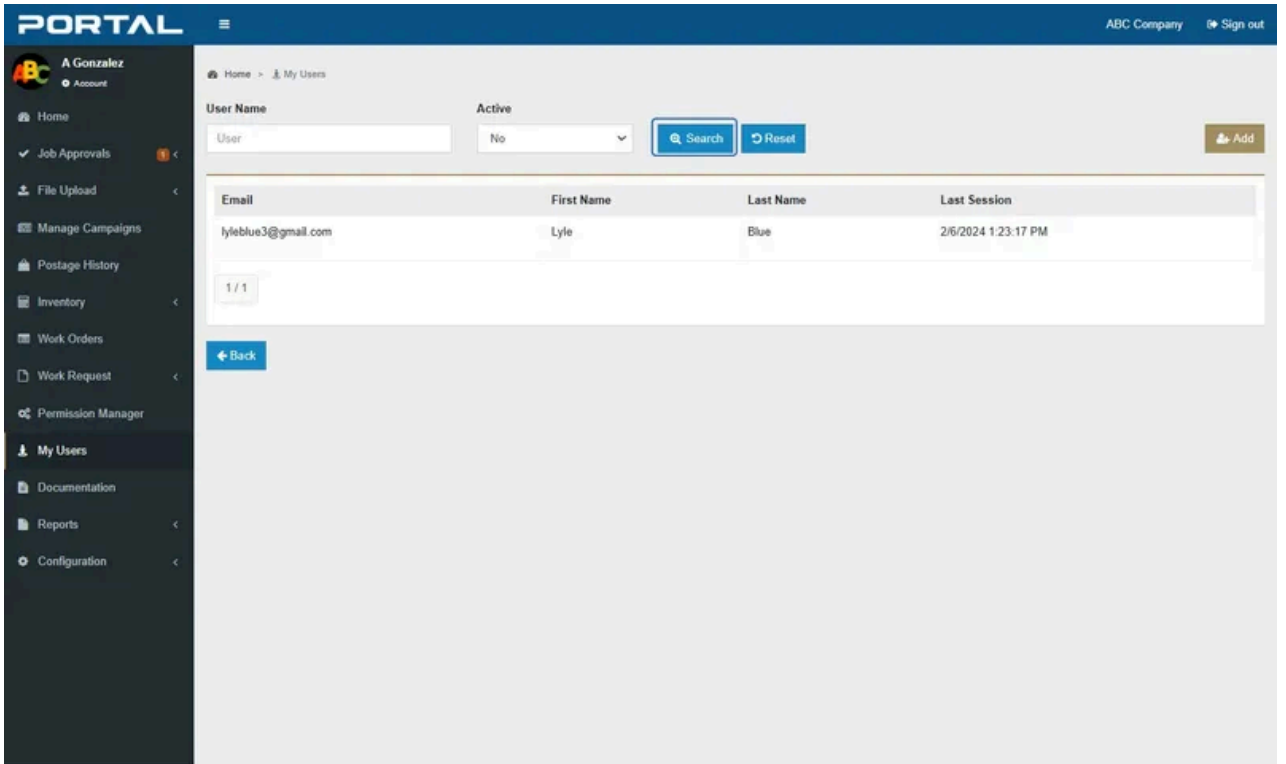 PORTAL
ABC Company Sign out
ABC
A Gonzalez
Account
Home
Job Approvals 1
File Upload
Manage Campaigns
Postage History
Inventory
Work Orders
Work Request
Permission Manager
My Users
Documentation
Reports
Configuration
Home > My Users
User Name Active
User No Search Reset Add
Email First Name Last Name Last Session
lyleblue3@gmail.com Lyle Blue 2/6/2024 1:23:17 PM
1 / 1
Back